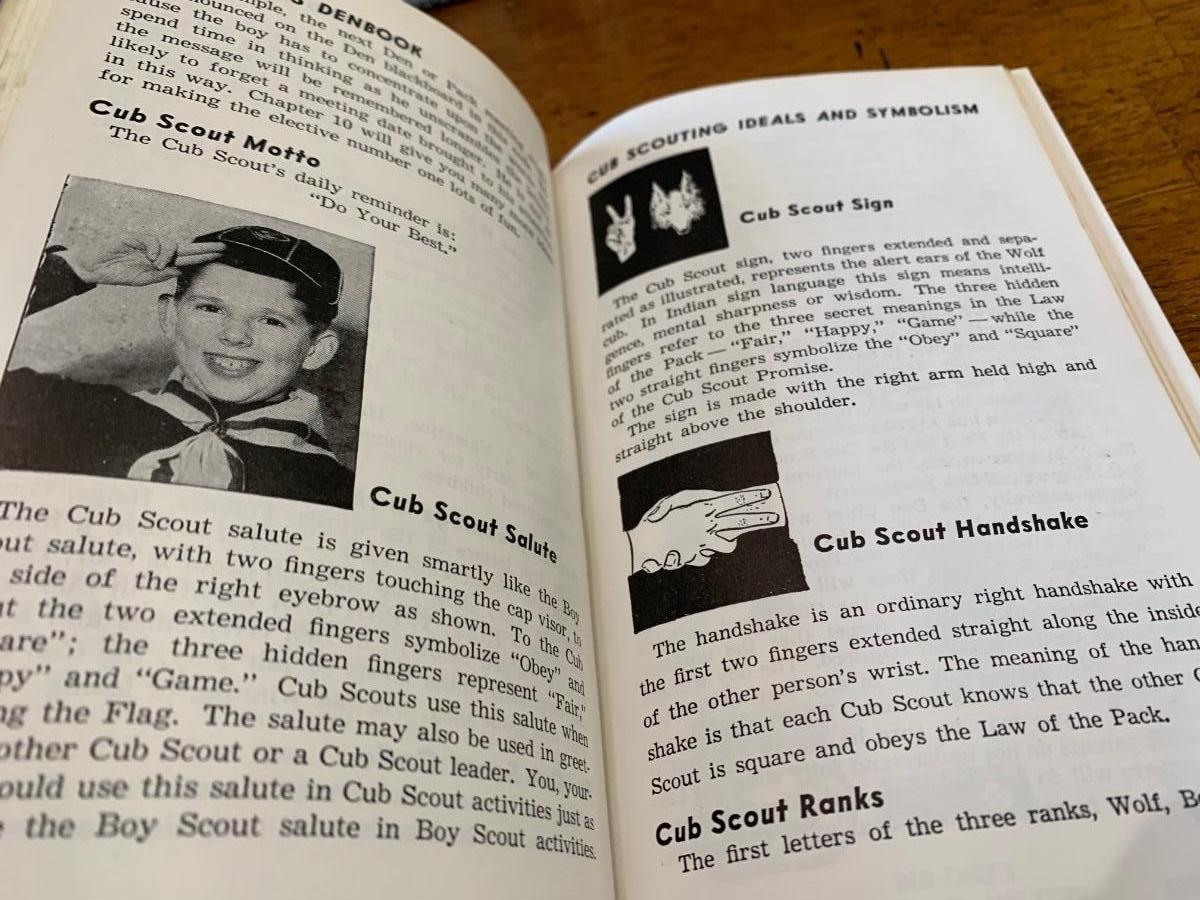 DENBOOK
the next Den or Pack
nounced on the Den blackboard in this
cause the boy has to concentrate upon the
spend time in thinking as he unscrambles
the message will be remembered longer. He is
likely to forget a meeting date brought to his
in this way. Chapter 10 will give you many more
for making the elective number one lots of fun.
Cub Scout Motto
The Cub Scout's daily reminder is:
"Do Your Best."
Cub Scout Salute
The Cub Scout salute is given smartly like the Boy
out salute, with two fingers touching the cap visor, to
side of the right eyebrow as shown. To the Cub
the two extended fingers symbolize "Obey" and
are"; the three hidden fingers represent "Fair,"
py" and "Game." Cub Scouts use this salute when
ng the Flag. The salute may also be used in greet-
other Cub Scout or a Cub Scout leader. You, your-
ould use this salute in Cub Scout activities just as
the Boy Scout salute in Boy Scout activities.
CUB SCOUTING IDEALS AND SYMBOLISM
Cub Scout Sign
The Cub Scout sign, two fingers extended and sepa-
rated as illustrated, represents the alert ears of the Wolf
cub. In Indian sign language this sign means intelli-
gence, mental sharpness or wisdom. The three hidden
fingers refer to the three secret meanings in the Law
of the Pack — "Fair," "Happy," "Game" — while the
two straight fingers symbolize the "Obey" and "Square"
of the Cub Scout Promise.
The sign is made with the right arm held high and
straight above the shoulder.
Cub Scout Handshake
The handshake is an ordinary right handshake with
the first two fingers extended straight along the inside
of the other person's wrist. The meaning of the han
shake is that each Cub Scout knows that the other C
Scout is square and obeys the Law of the Pack.
Cub Scout Ranks
The first letters of the three ranks, Wolf, Be